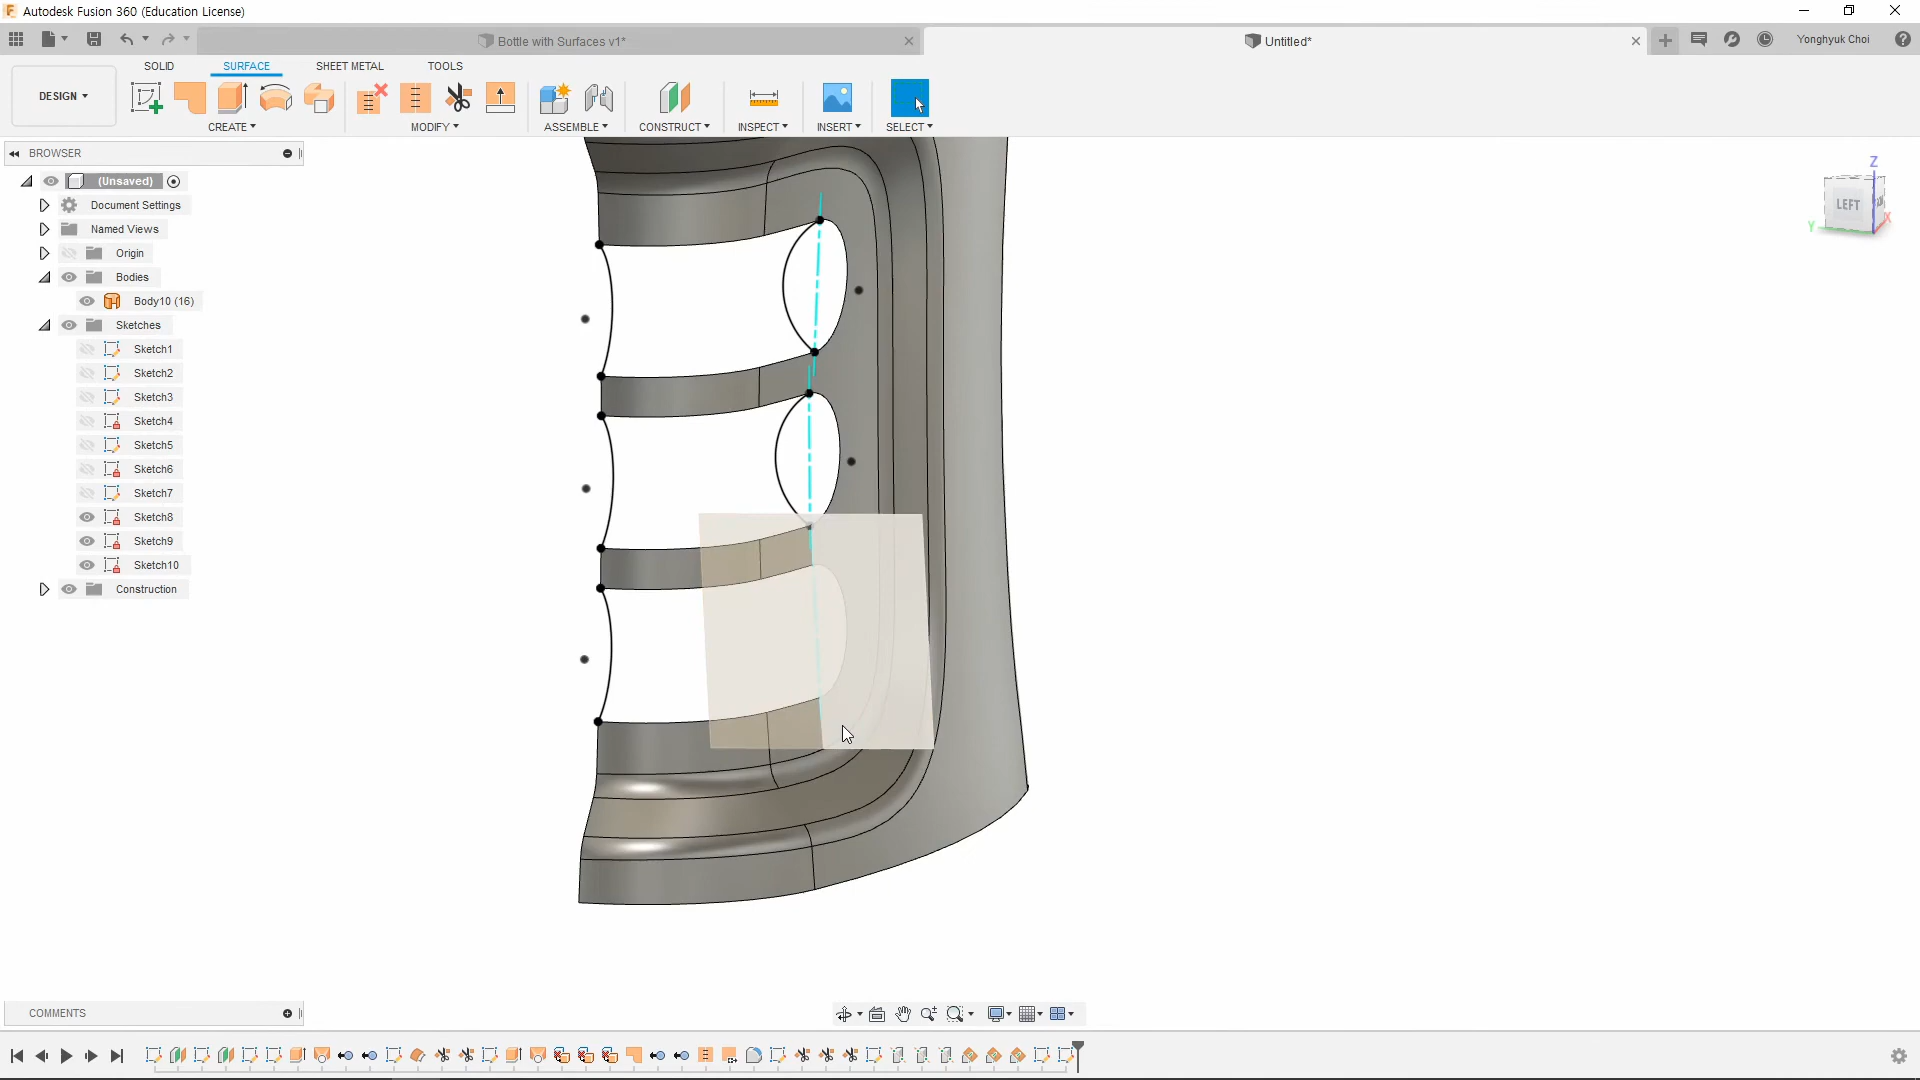 Autodesk Fusion 360 (Education License)
Bottle with Surfaces v1*
Untitled*
Yonghyuk Choi
SOLID
SURFACE
SHEET METAL
TOOLS
DESIGN
CREATE
MODIFY
ASSEMBLE
CONSTRUCT
INSPECT
INSERT
SELECT
BROWSER
(Unsaved)
Document Settings
Named Views
Origin
Bodies
Body10 (16)
Sketches
Sketch1
Sketch2
Sketch3
Sketch4
Sketch5
Sketch6
Sketch7
Sketch8
Sketch9
Sketch10
Construction
Z
LEFT
Y
X
COMMENTS